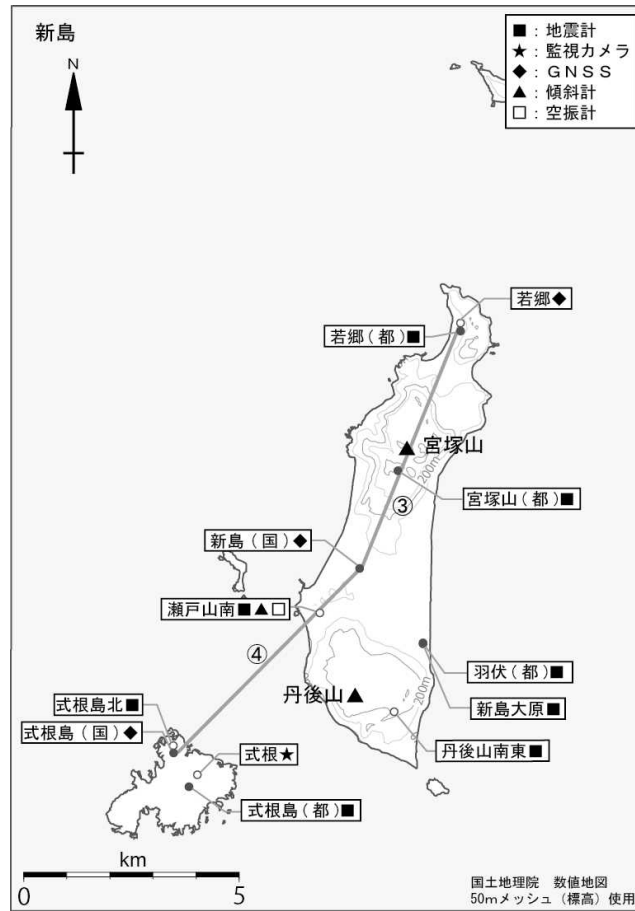 新島
■：地震計
★：監視カメラ
◆：ＧＮＳＳ
▲：傾斜計
□：空振計
N
若郷◆
若郷（都）■
宮塚山
200m
宮塚山（都）■
③
新島（国）◆
瀬戸山南■▲□
④
羽伏（都）■
丹後山
200m
新島大原■
式根島北■
式根島（国）◆
丹後山南東■
式根★
式根島（都）■
km
0 5
国土地理院　数値地図
50mメッシュ（標高）使用